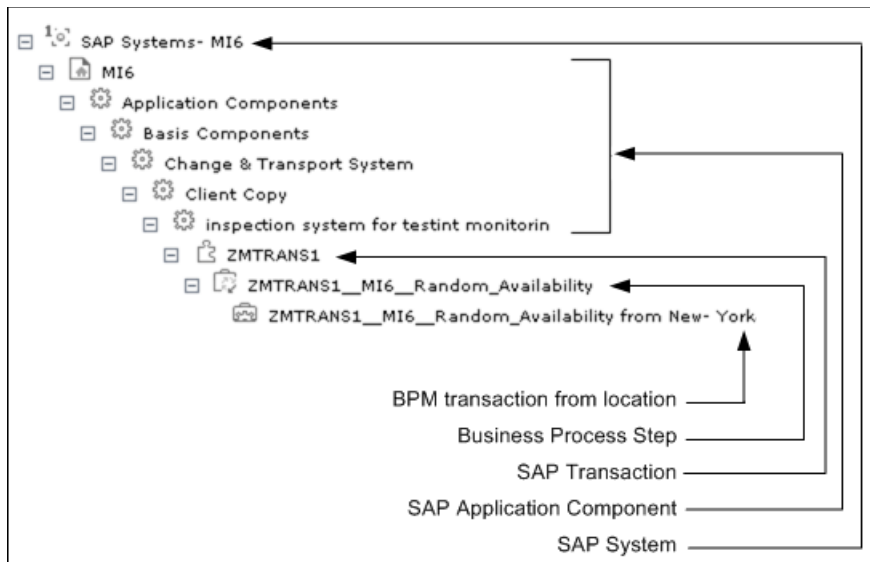 1 SAP Systems- MI6
MI6
Application Components
Basis Components
Change & Transport System
Client Copy
inspection system for testint monitorin
ZMTRANS1
ZMTRANS1__MI6__Random_Availability
ZMTRANS1__MI6__Random_Availability from New- York
BPM transaction from location
Business Process Step
SAP Transaction
SAP Application Component
SAP System